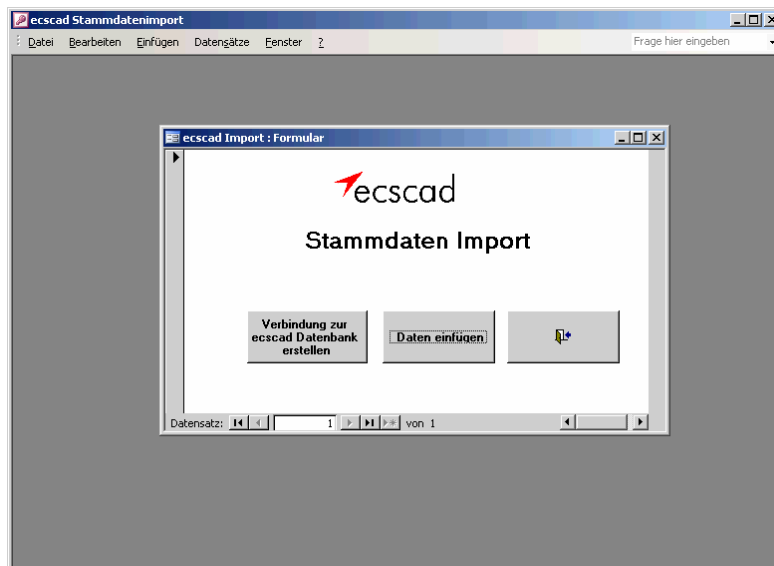 ecscad Stammdatenimport
Datei Bearbeiten Einfügen Datensätze Fenster ?
Frage hier eingeben
ecscad Import : Formular
ecscad
Stammdaten Import
Verbindung zur
ecscad Datenbank
erstellen
Daten einfügen
Datensatz: 1 von 1